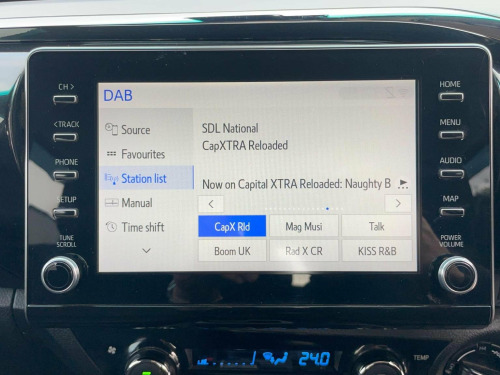 DAB
CH >
< TRACK
PHONE
SETUP
TUNE
SCROLL
Source
Favourites
Station list
Manual
Time shift
SDL National
CapXTRA Reloaded
Now on Capital XTRA Reloaded: Naughty B
CapX Rld
Mag Musi
Talk
Boom UK
Rad X CR
KISS R&B
HOME
MENU
AUDIO
MAP
POWER
VOLUME
24.0
TEMP